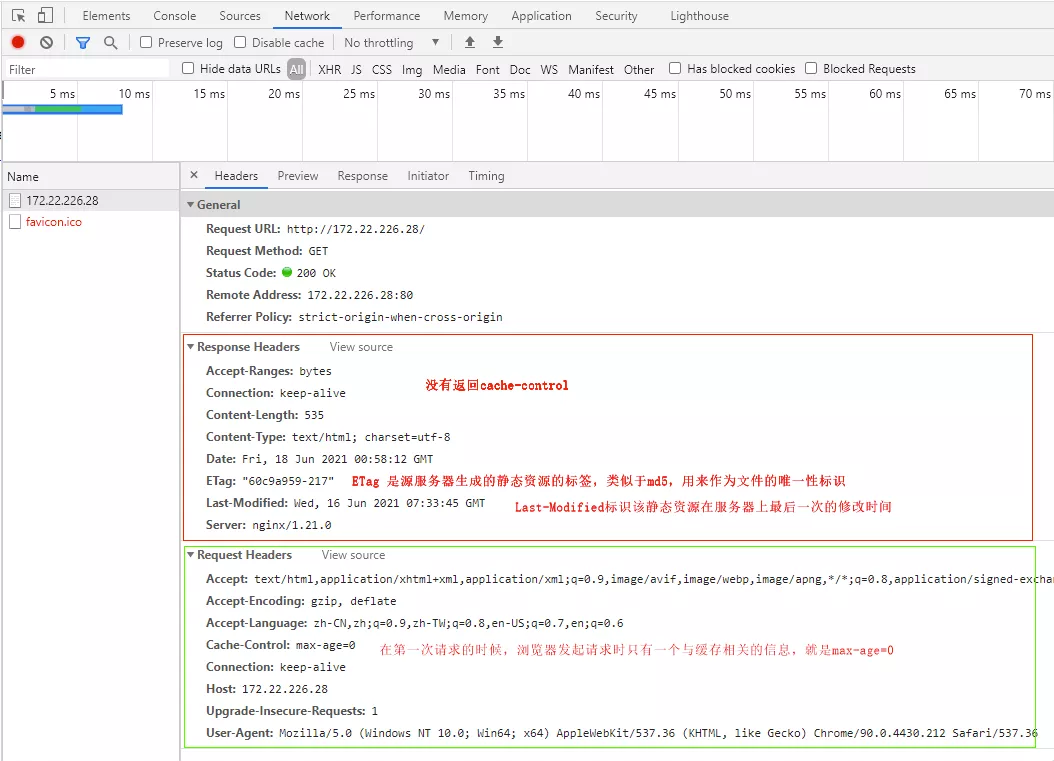 Elements Console Sources Network Performance Memory Application Security Lighthouse
Preserve log Disable cache No throttling ▼
Filter Hide data URLs All XHR JS CSS Img Media Font Doc WS Manifest Other Has blocked cookies Blocked Requests
5 ms 10 ms 15 ms 20 ms 25 ms 30 ms 35 ms 40 ms 45 ms 50 ms 55 ms 60 ms 65 ms 70 ms
Name
172.22.226.28
favicon.ico
× Headers Preview Response Initiator Timing
▼ General
Request URL: http://172.22.226.28/
Request Method: GET
Status Code: 200 OK
Remote Address: 172.22.226.28:80
Referrer Policy: strict-origin-when-cross-origin
▼ Response Headers View source
Accept-Ranges: bytes
没有返回cache-control
Connection: keep-alive
Content-Length: 535
Content-Type: text/html; charset=utf-8
Date: Fri, 18 Jun 2021 00:58:12 GMT
ETag: "60c9a959-217" ETag 是源服务器生成的静态资源的标签，类似于md5，用来作为文件的唯一性标识
Last-Modified: Wed, 16 Jun 2021 07:33:45 GMT Last-Modified标识该静态资源在服务器上最后一次的修改时间
Server: nginx/1.21.0
▼ Request Headers View source
Accept: text/html,application/xhtml+xml,application/xml;q=0.9,image/avif,image/webp,image/apng,*/*;q=0.8,application/signed-exchan
Accept-Encoding: gzip, deflate
Accept-Language: zh-CN,zh;q=0.9,zh-TW;q=0.8,en-US;q=0.7,en;q=0.6
Cache-Control: max-age=0 在第一次请求的时候，浏览器发起请求时只有一个与缓存相关的信息，就是max-age=0
Connection: keep-alive
Host: 172.22.226.28
Upgrade-Insecure-Requests: 1
User-Agent: Mozilla/5.0 (Windows NT 10.0; Win64; x64) AppleWebKit/537.36 (KHTML, like Gecko) Chrome/90.0.4430.212 Safari/537.36